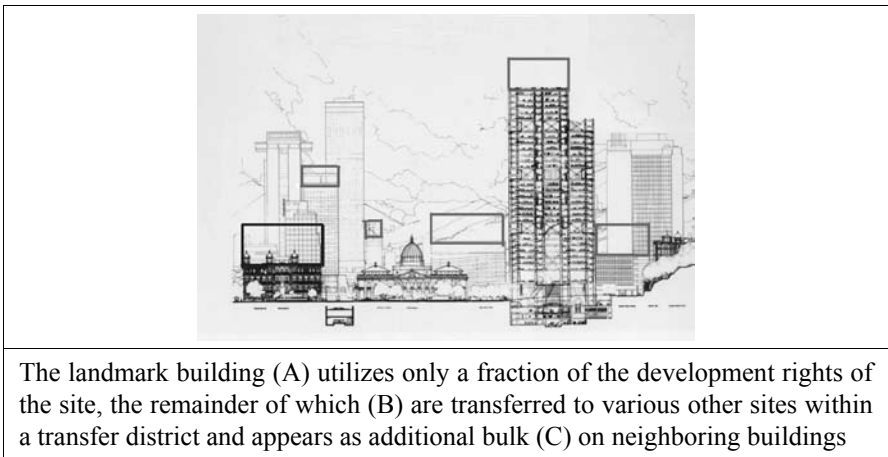 The landmark building (A) utilizes only a fraction of the development rights of
the site, the remainder of which (B) are transferred to various other sites within
a transfer district and appears as additional bulk (C) on neighboring buildings